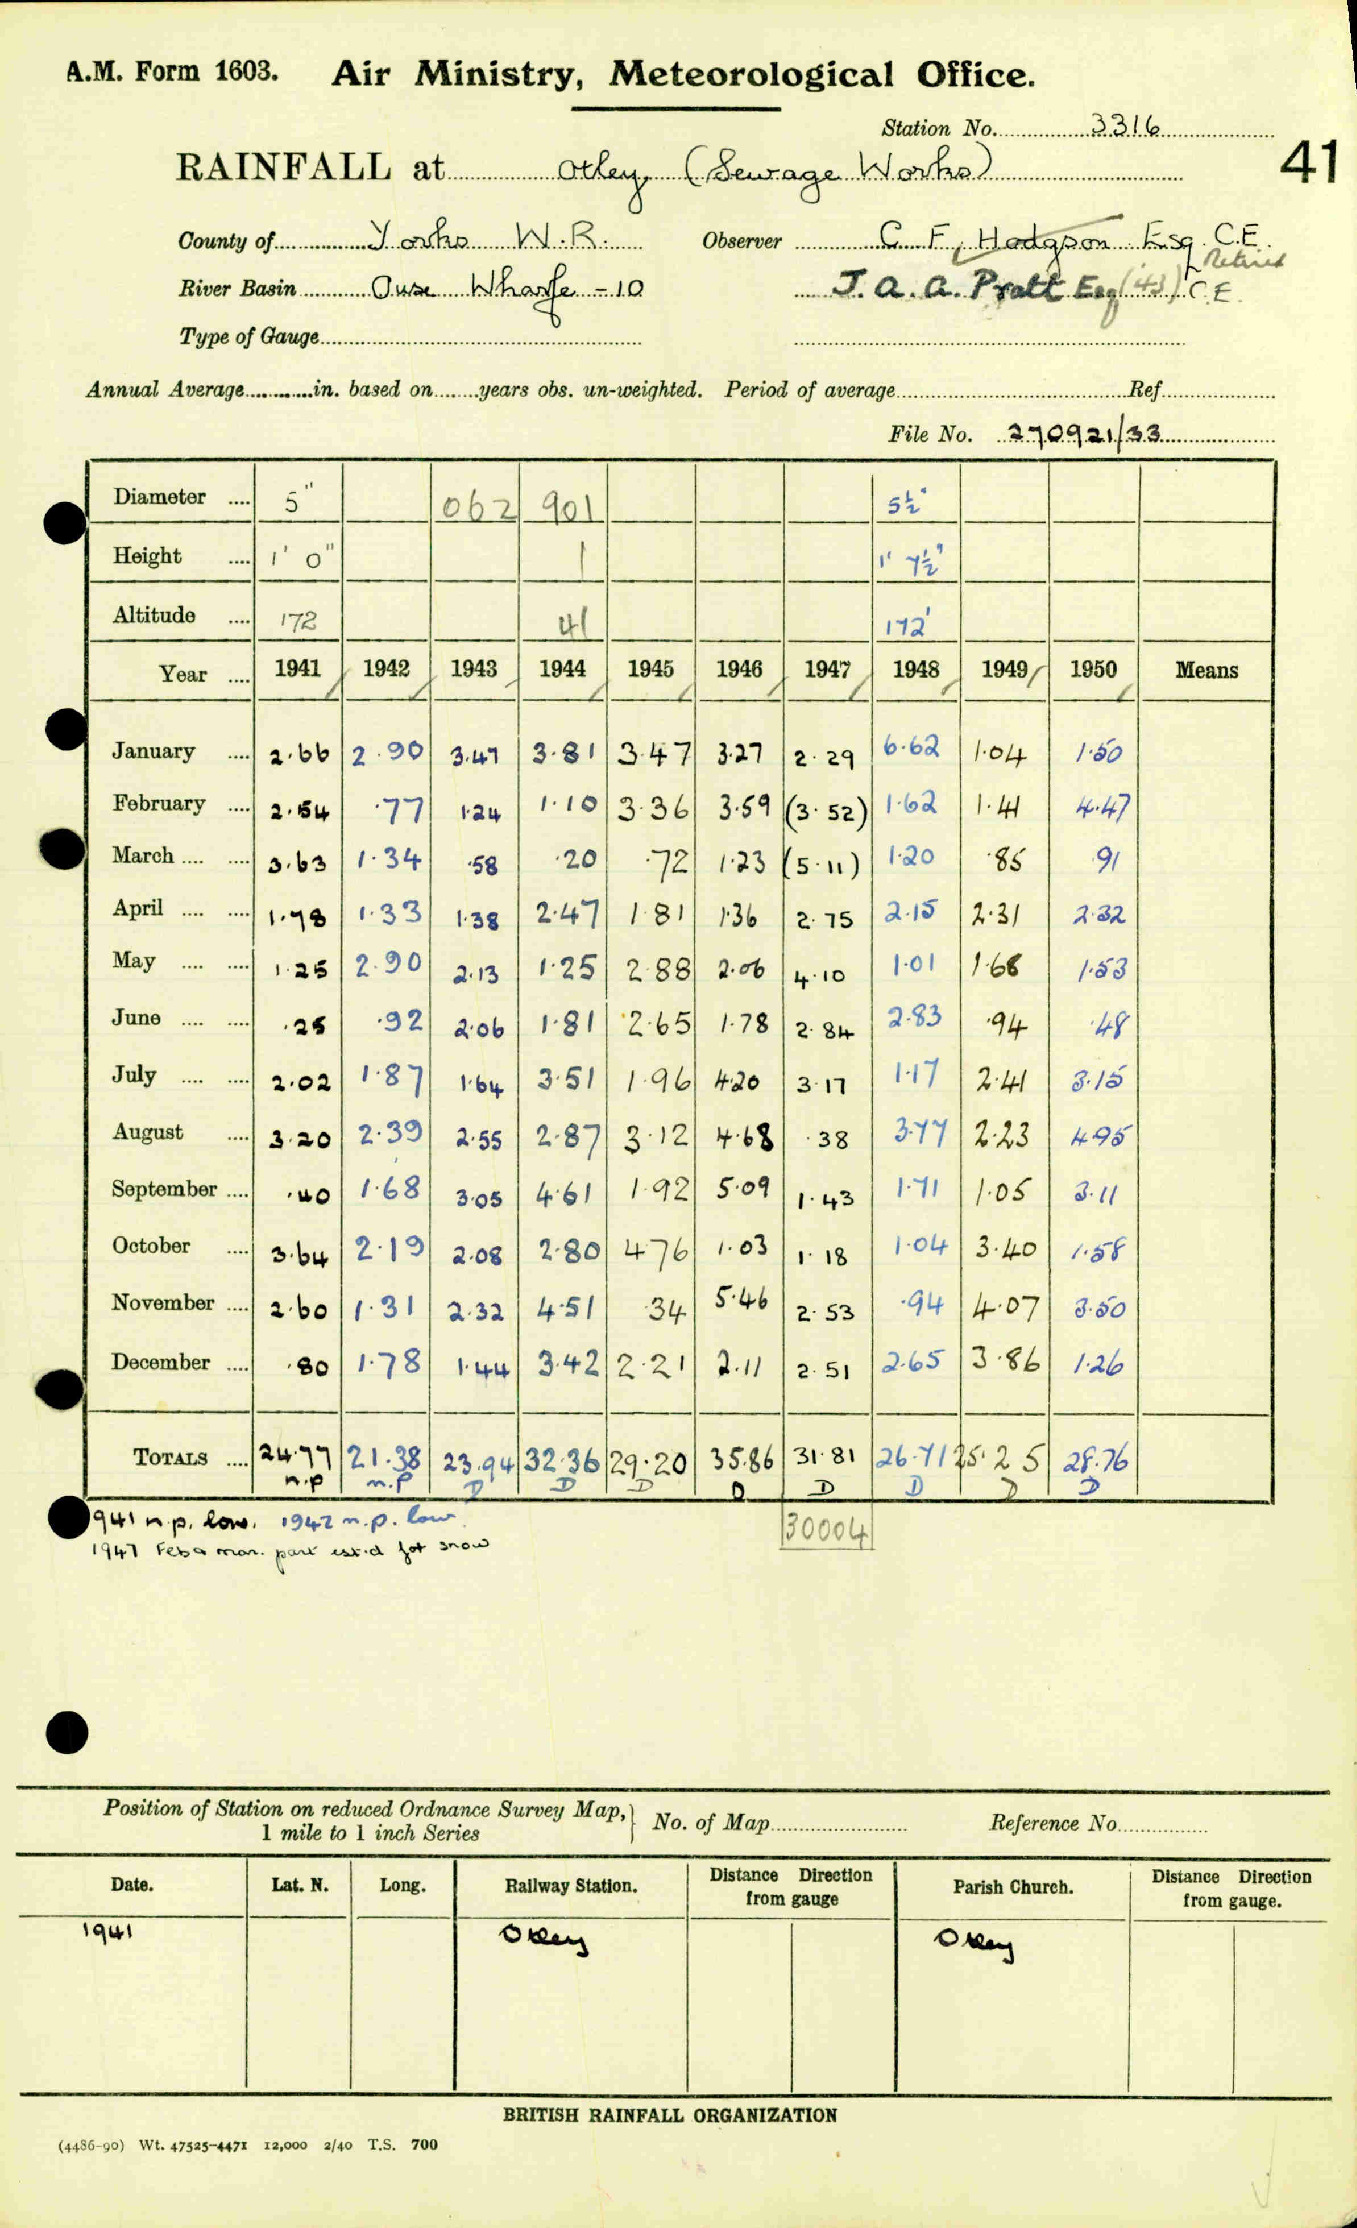 A.M. Form 1603. Air Ministry, Meteorological Office.
Station No. 3316
RAINFALL at Otley (Sewage Works)
41
County of Yorks W.R. Observer C. F. Hodgson Esq. C.E.
Retired
River Basin Ouse Wharfe - 10 J. A. A. Pratt Esq ('43) C.E.
Type of Gauge
Annual Average in. based on years obs. un-weighted. Period of average Ref
File No. 270921/33
Diameter 5" 062 901 5½"
Height 1' 0" 1 1' 7½"
Altitude 172 41 172'
Year 1941 1942 1943 1944 1945 1946 1947 1948 1949 1950 Means
January 2.66 2.90 3.47 3.81 3.47 3.27 2.29 6.62 1.04 1.50
February 2.54 .77 1.24 1.10 3.36 3.59 (3.52) 1.62 1.41 4.47
March 3.63 1.34 .58 .20 .72 1.23 (5.11) 1.20 .85 .91
April 1.78 1.33 1.38 2.47 1.81 1.36 2.75 2.15 2.31 2.32
May 1.25 2.90 2.13 1.25 2.88 2.06 4.10 1.01 1.68 1.53
June .25 .92 2.06 1.81 2.65 1.78 2.84 2.83 .94 .48
July 2.02 1.87 1.64 3.51 1.96 4.20 3.17 1.17 2.41 3.15
August 3.20 2.39 2.55 2.87 3.12 4.68 .38 3.77 2.23 4.95
September .40 1.68 3.05 4.61 1.92 5.09 1.43 1.71 1.05 3.11
October 3.64 2.19 2.08 2.80 4.76 1.03 1.18 1.04 3.40 1.58
November 2.60 1.31 2.32 4.51 .34 5.46 2.53 .94 4.07 3.50
December .80 1.78 1.44 3.42 2.21 2.11 2.51 2.65 3.86 1.26
TOTALS 24.77 21.38 23.94 32.36 29.20 35.86 31.81 26.71 25.25 28.76
n.p n.p D D D D D D D D
1941 n.p. low. 1942 n.p. low. 30004
1947 Feb & mar. part est.d for snow
Position of Station on reduced Ordnance Survey Map, 1 mile to 1 inch Series No. of Map Reference No.
Date. Lat. N. Long. Railway Station. Distance Direction from gauge Parish Church. Distance Direction from gauge.
1941 Otley Otley
BRITISH RAINFALL ORGANIZATION
(4486-90) Wt. 47525-4471 12,000 2/40 T.S. 700